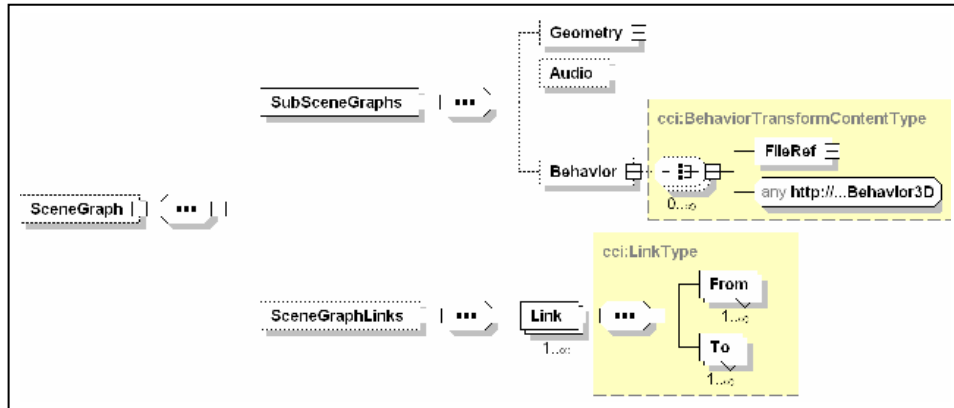 Geometry
Audio
SubSceneGraphs
cci:BehaviorTransformContentType
FileRef
Behavior
any http://...Behavior3D
0..∞
SceneGraph
cci:LinkType
From
1..∞
SceneGraphLinks
Link
1..∞
To
1..∞